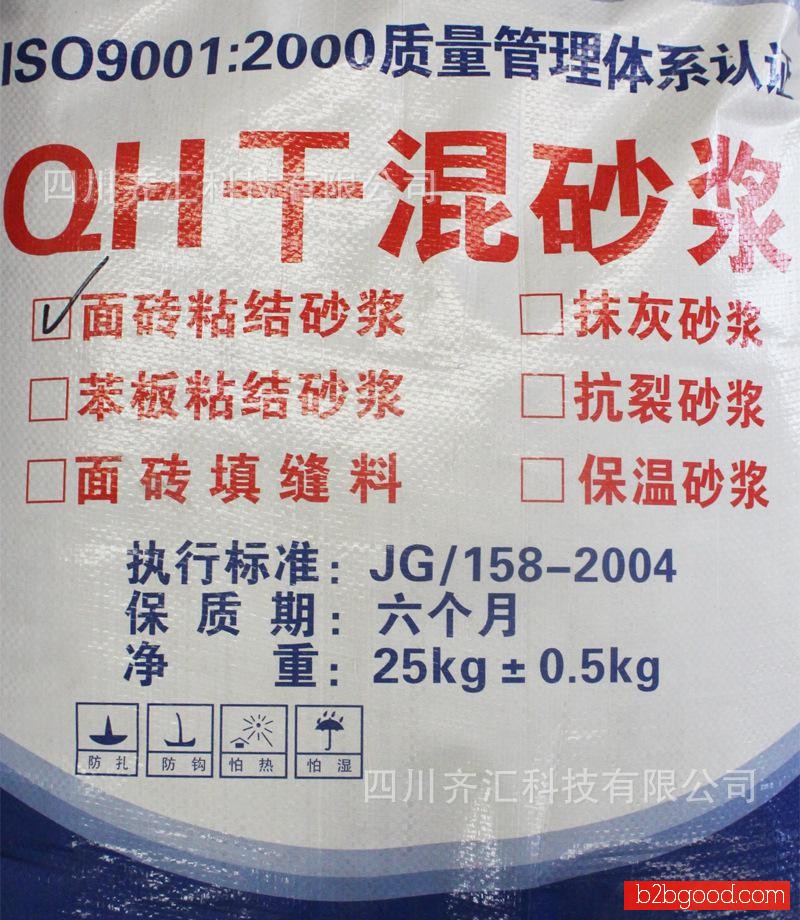 ISO9001:2000质量管理体系认证
QH干混砂浆
四川齐汇科技有限公司
面砖粘结砂浆 抹灰砂浆
苯板粘结砂浆 抗裂砂浆
面砖填缝料 保温砂浆
执行标准：JG/158-2004
保质期：六个月
净重：25kg±0.5kg
防扎 防钩 怕热 怕湿
四川齐汇科技有限公司
b2bgood.com